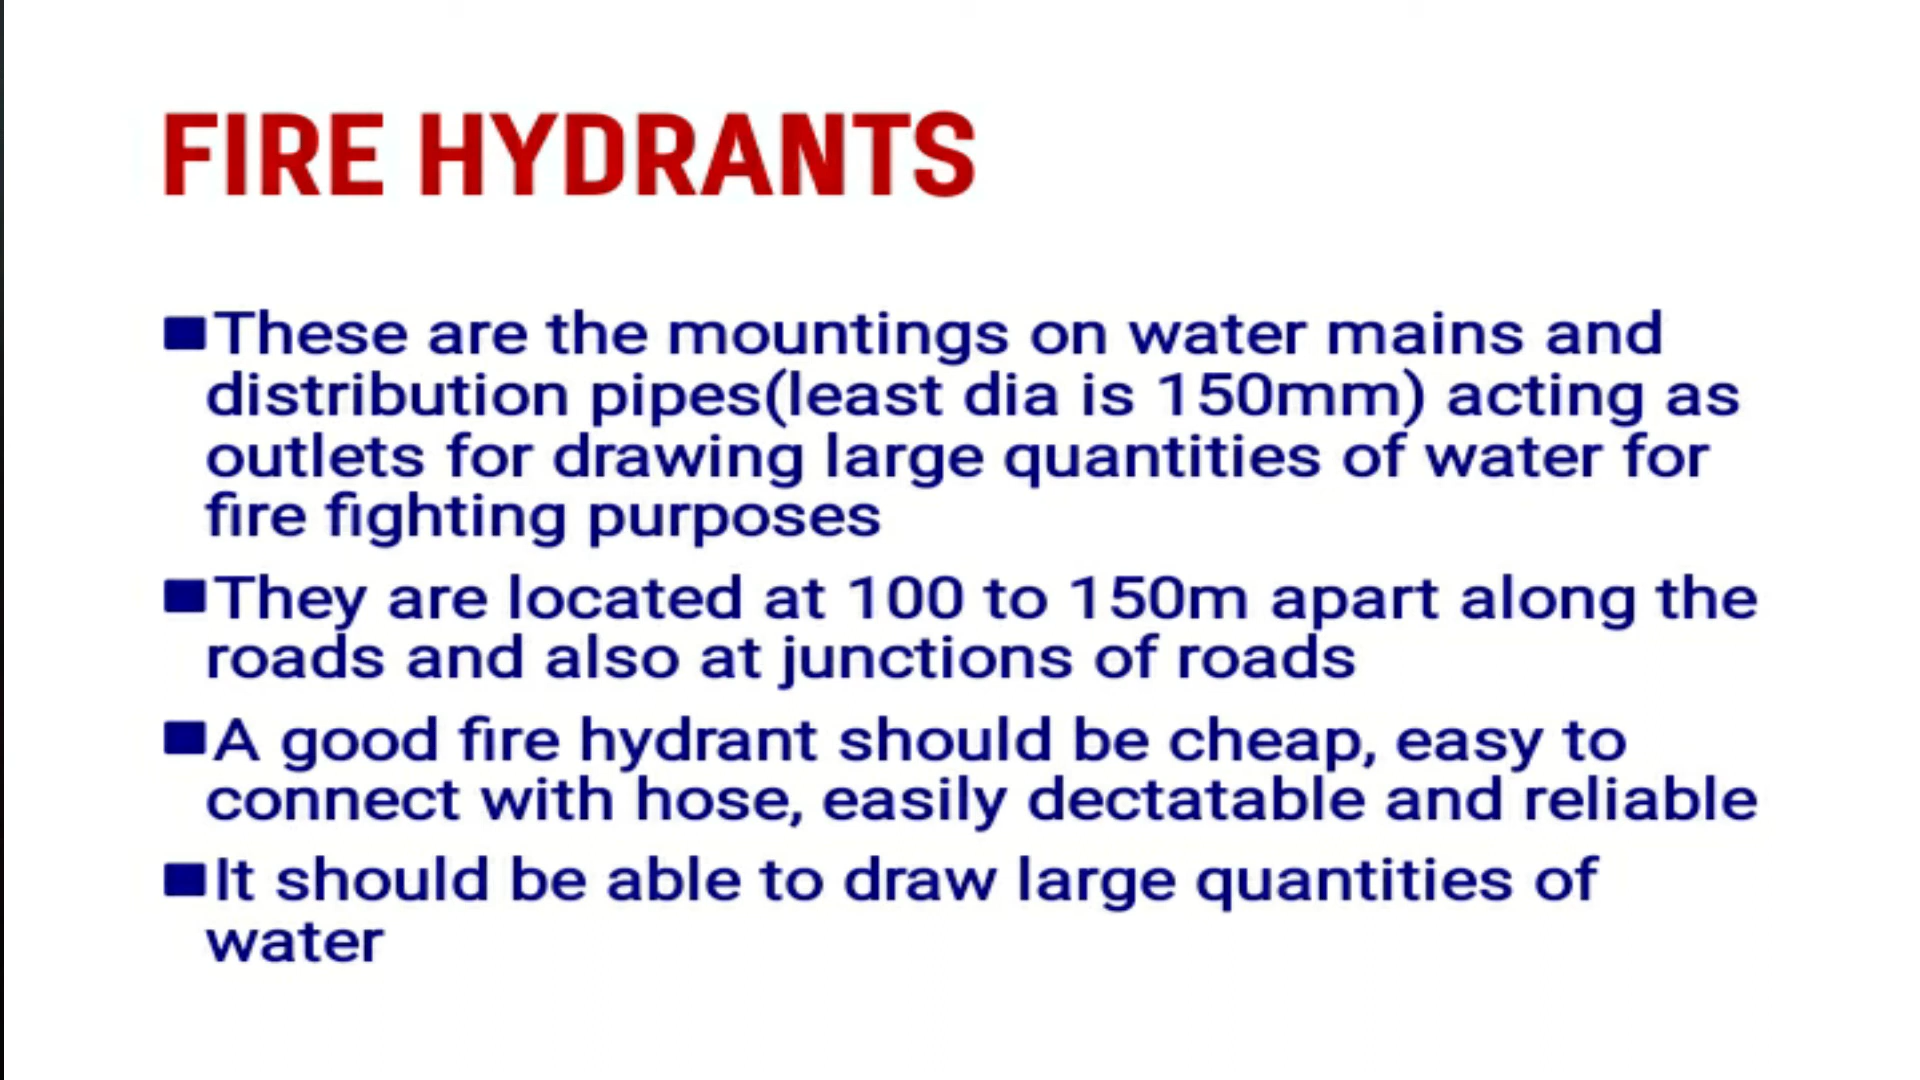 FIRE HYDRANTS
These are the mountings on water mains and
distribution pipes(least dia is 150mm) acting as
outlets for drawing large quantities of water for
fire fighting purposes
They are located at 100 to 150m apart along the
roads and also at junctions of roads
A good fire hydrant should be cheap, easy to
connect with hose, easily dectatable and reliable
It should be able to draw large quantities of
water